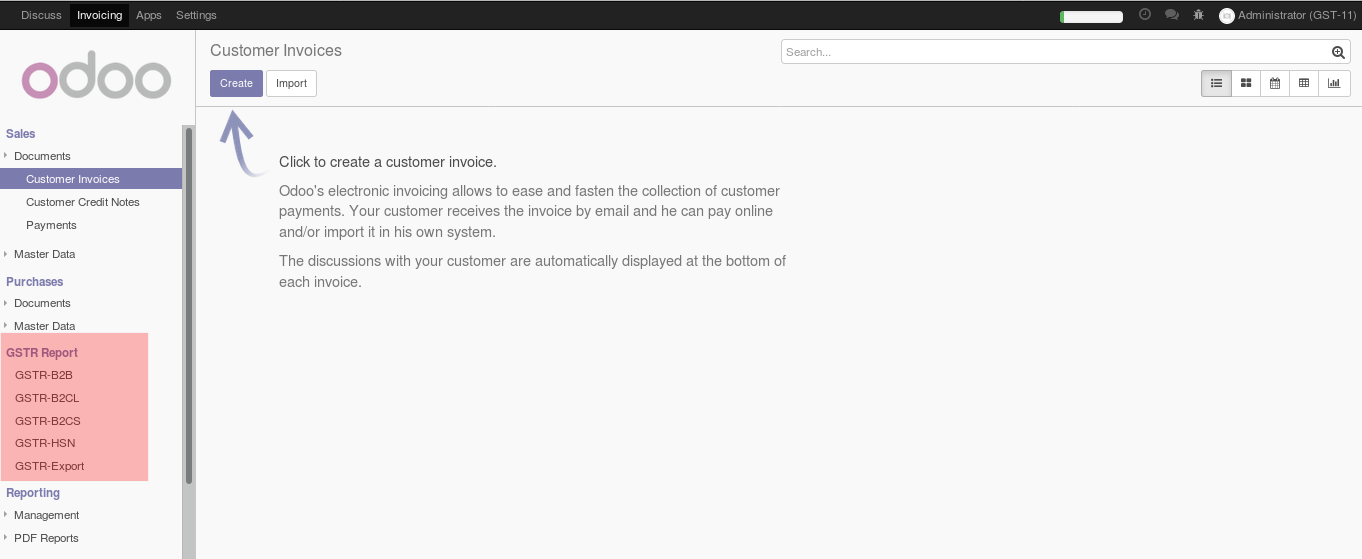 Discuss Invoicing Apps Settings Administrator (GST-11)
odoo
Sales
Documents
Customer Invoices
Customer Credit Notes
Payments
Master Data
Purchases
Documents
Master Data
GSTR Report
GSTR-B2B
GSTR-B2CL
GSTR-B2CS
GSTR-HSN
GSTR-Export
Reporting
Management
PDF Reports
Customer Invoices
Search...
Create Import
Click to create a customer invoice.
Odoo's electronic invoicing allows to ease and fasten the collection of customer
payments. Your customer receives the invoice by email and he can pay online
and/or import it in his own system.
The discussions with your customer are automatically displayed at the bottom of
each invoice.